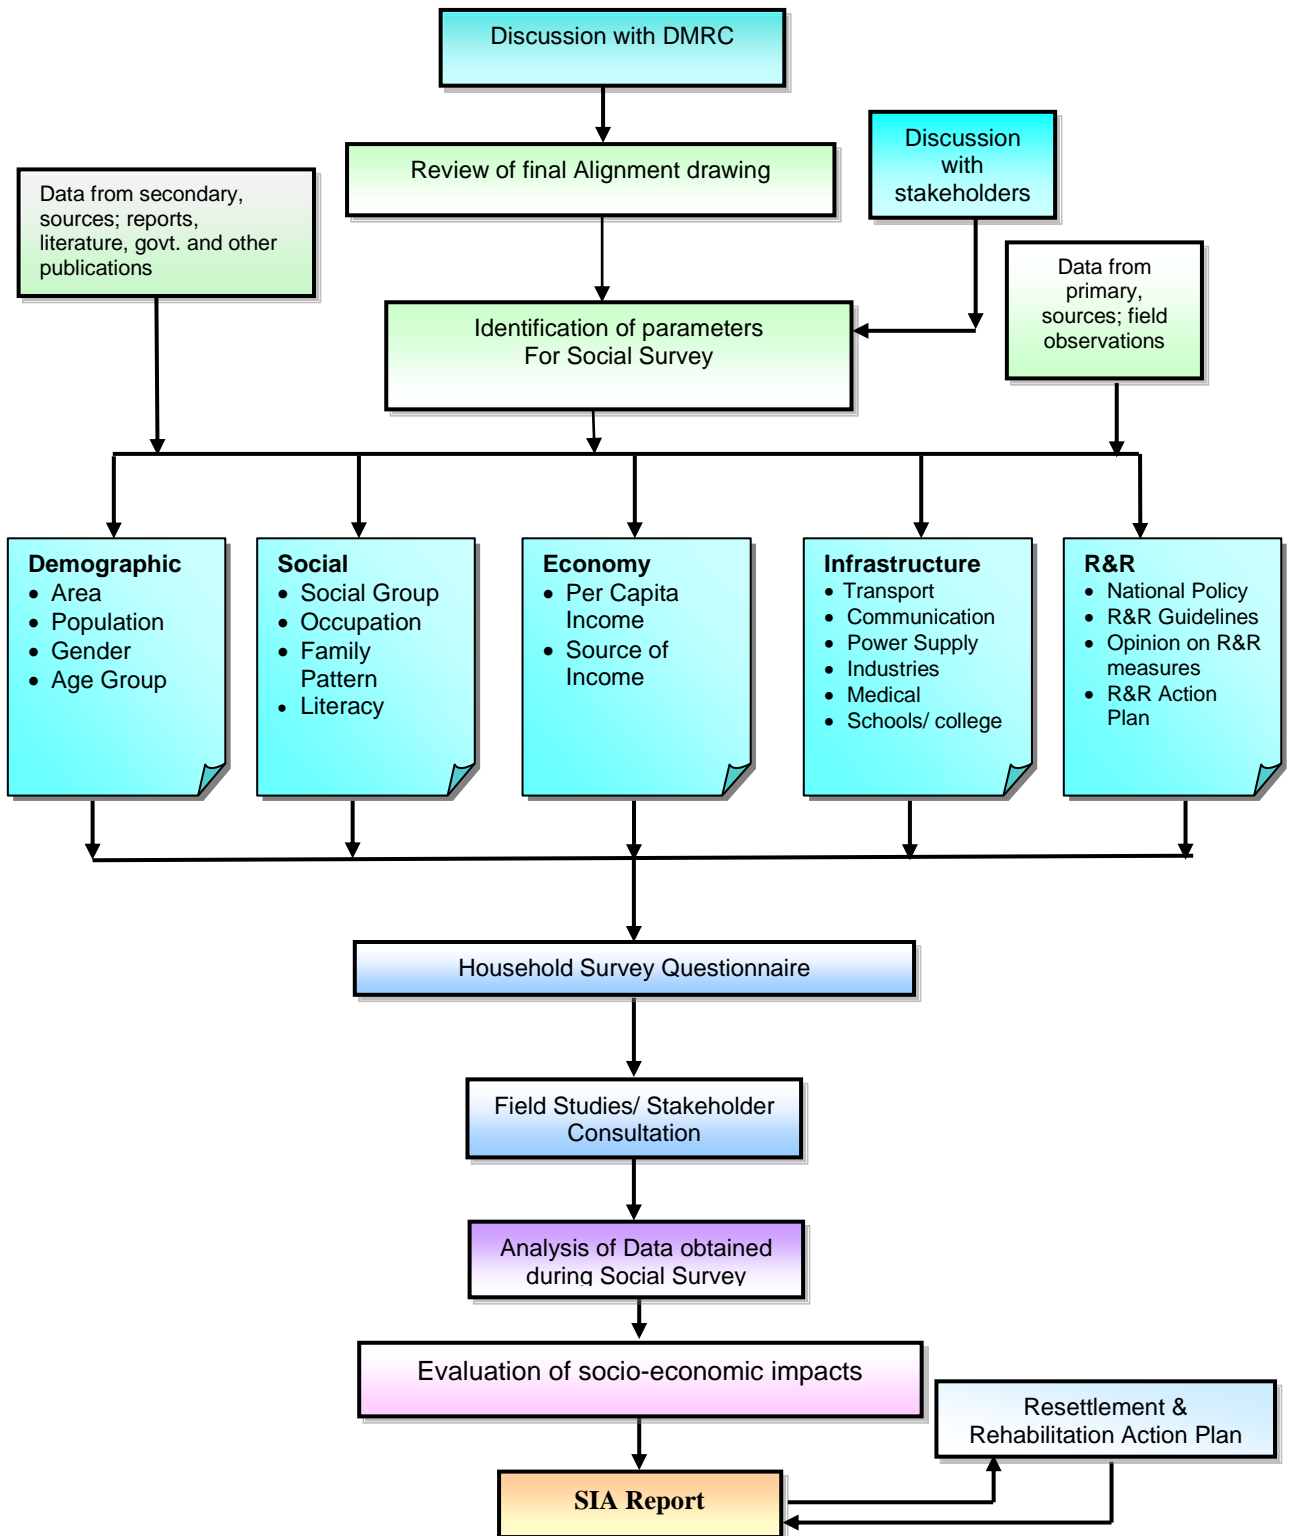 Discussion with DMRC
Review of final Alignment drawing
Discussion
with
stakeholders
Data from secondary,
sources; reports,
literature, govt. and other
publications
Data from
primary,
sources; field
observations
Identification of parameters
For Social Survey
Demographic
• Area
• Population
• Gender
• Age Group
Social
• Social Group
• Occupation
• Family
Pattern
• Literacy
Economy
• Per Capita
Income
• Source of
Income
Infrastructure
• Transport
• Communication
• Power Supply
• Industries
• Medical
• Schools/ college
R&R
• National Policy
• R&R Guidelines
• Opinion on R&R
measures
• R&R Action
Plan
Household Survey Questionnaire
Field Studies/ Stakeholder
Consultation
Analysis of Data obtained
during Social Survey
Evaluation of socio-economic impacts
Resettlement &
Rehabilitation Action Plan
SIA Report